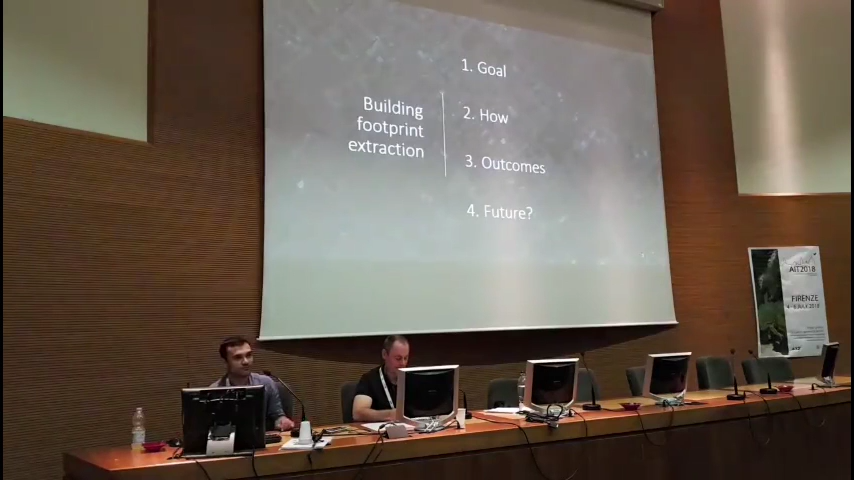 Building
footprint
extraction
1. Goal
2. How
3. Outcomes
4. Future?
AIT2018
FIRENZE